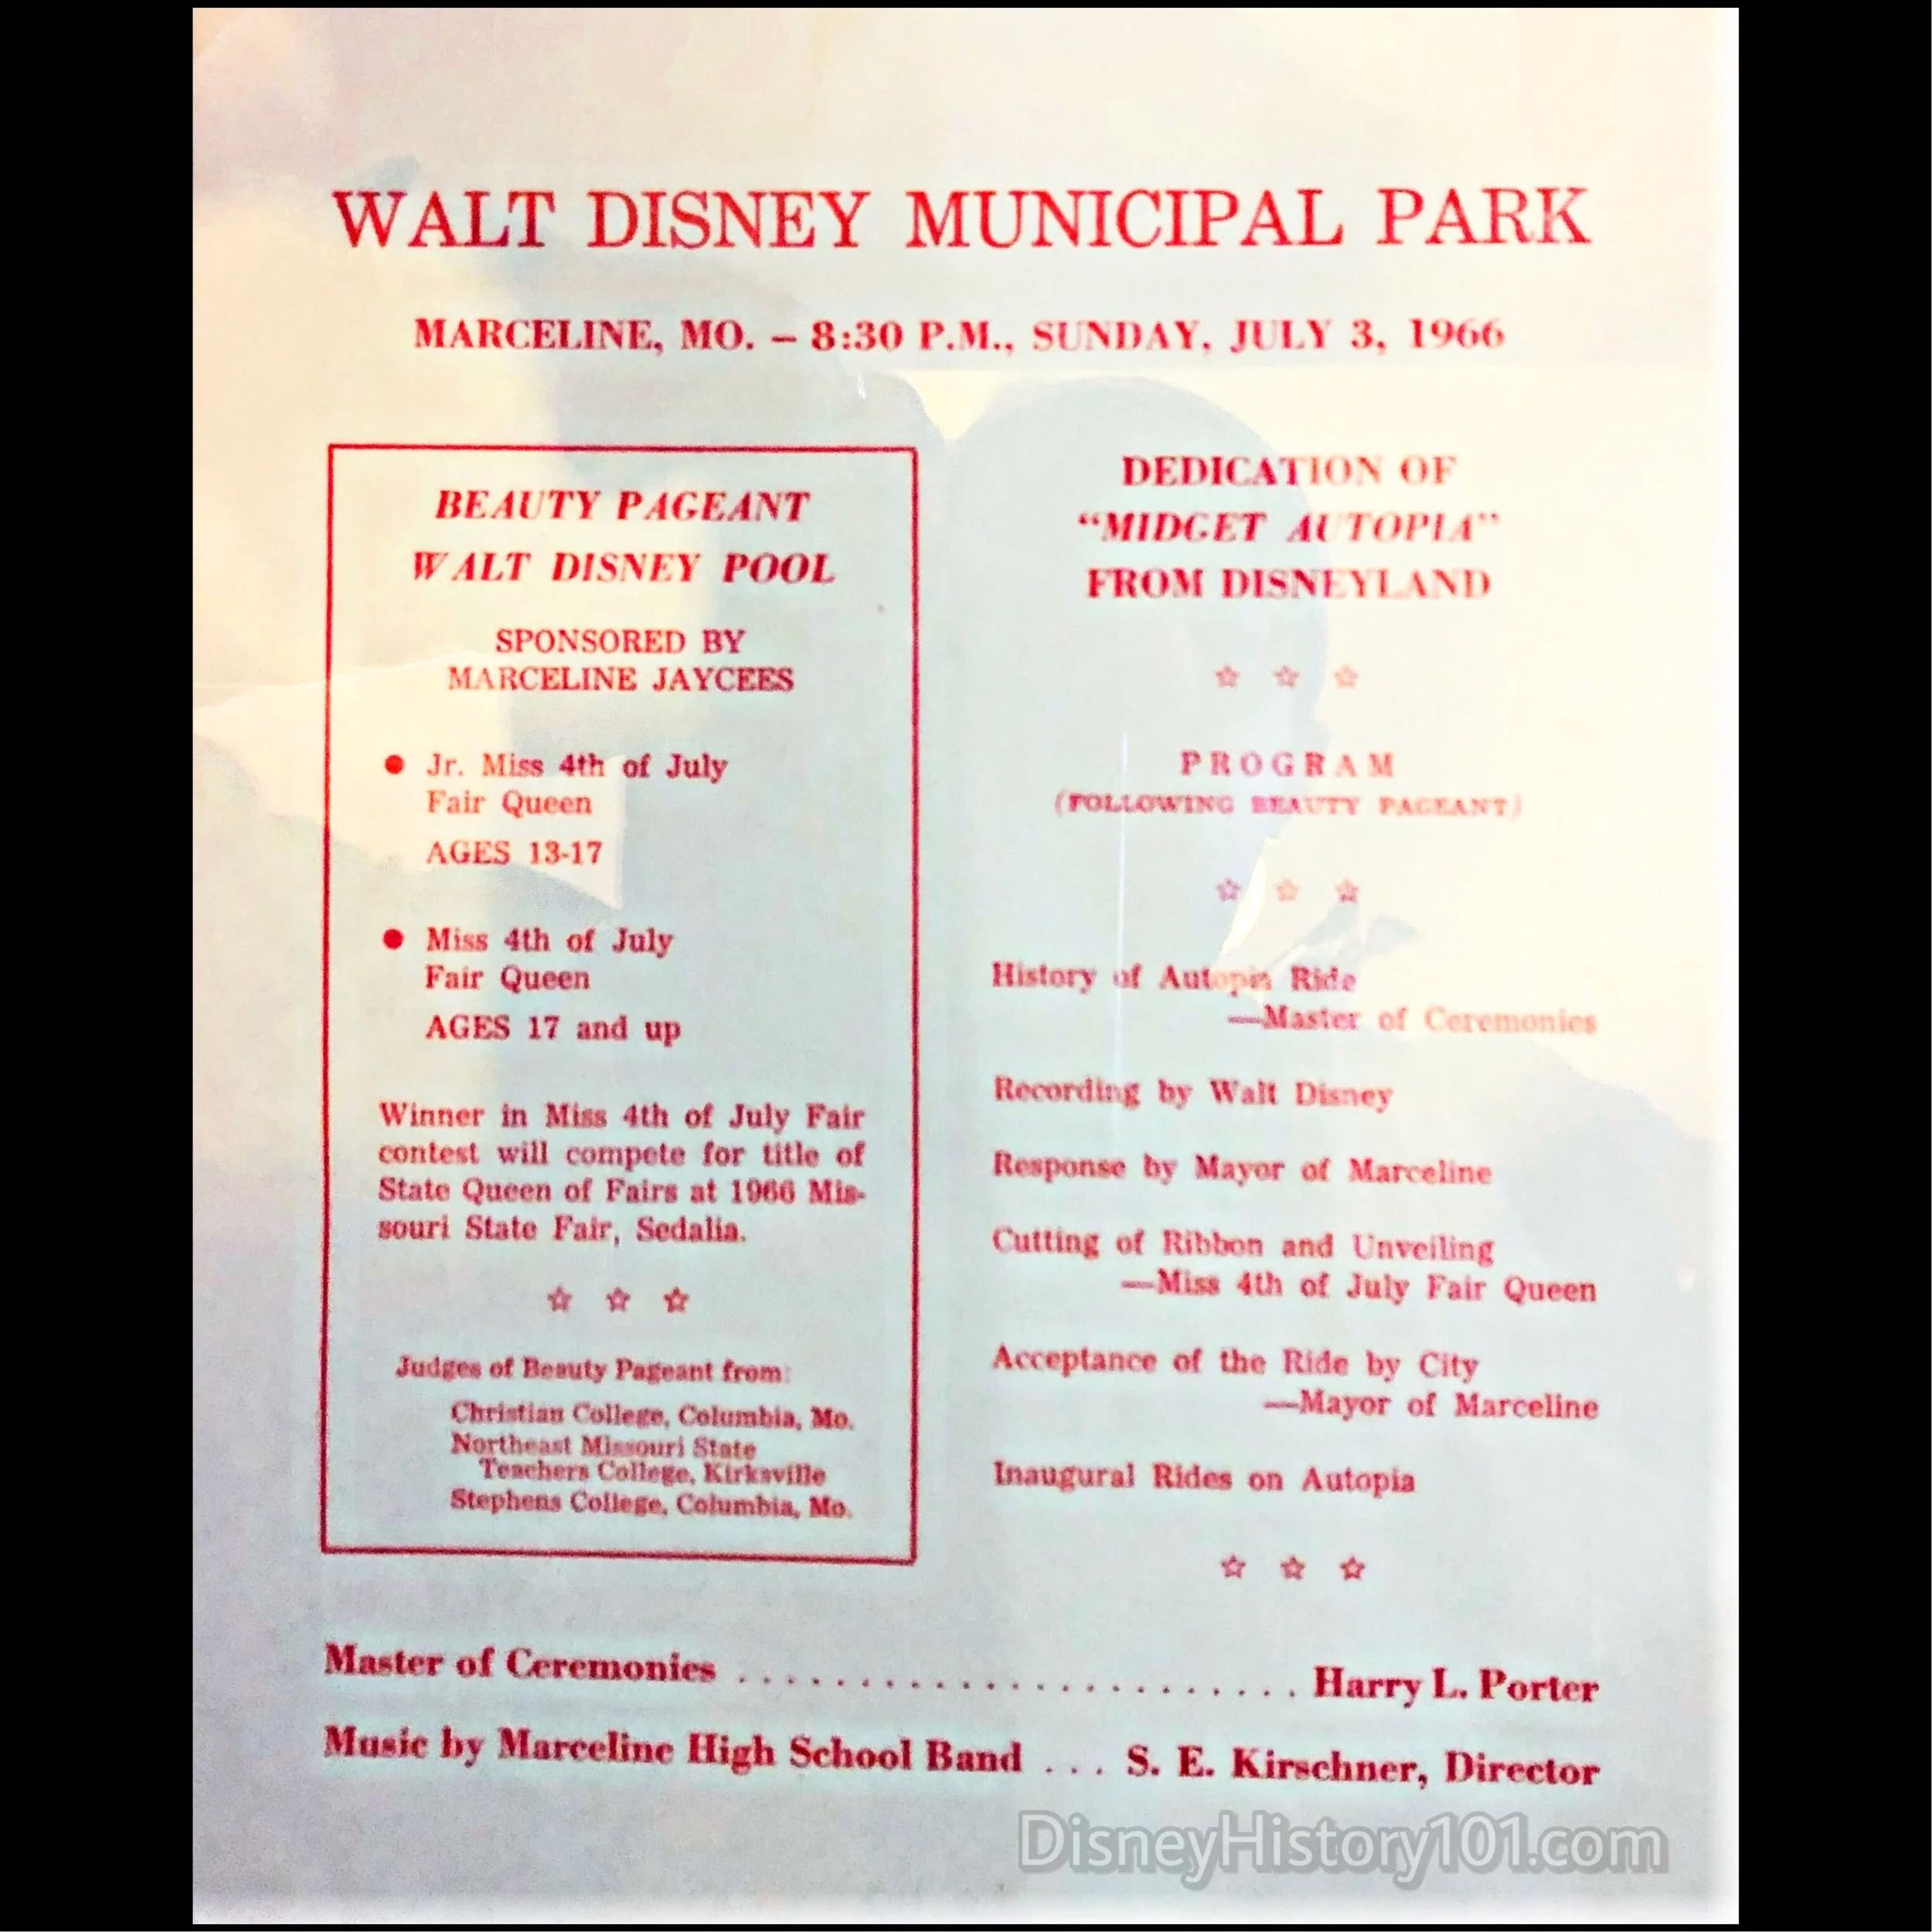 WALT DISNEY MUNICIPAL PARK
MARCELINE, MO. – 8:30 P.M., SUNDAY, JULY 3, 1966
BEAUTY PAGEANT
WALT DISNEY POOL
SPONSORED BY
MARCELINE JAYCEES
● Jr. Miss 4th of July
Fair Queen
AGES 13-17
● Miss 4th of July
Fair Queen
AGES 17 and up
Winner in Miss 4th of July Fair
contest will compete for title of
State Queen of Fairs at 1966 Mis-
souri State Fair, Sedalia.
☆ ☆ ☆
Judges of Beauty Pageant from:
Christian College, Columbia, Mo.
Northeast Missouri State
Teachers College, Kirksville
Stephens College, Columbia, Mo.
DEDICATION OF
“MIDGET AUTOPIA”
FROM DISNEYLAND
☆ ☆ ☆
PROGRAM
(FOLLOWING BEAUTY PAGEANT)
☆ ☆ ☆
History of Autopia Ride
—Master of Ceremonies
Recording by Walt Disney
Response by Mayor of Marceline
Cutting of Ribbon and Unveiling
—Miss 4th of July Fair Queen
Acceptance of the Ride by City
—Mayor of Marceline
Inaugural Rides on Autopia
☆ ☆ ☆
Master of Ceremonies . . . . . . . . . . . . . . . . . . . . . . . Harry L. Porter
Music by Marceline High School Band . . . S. E. Kirschner, Director
DisneyHistory101.com